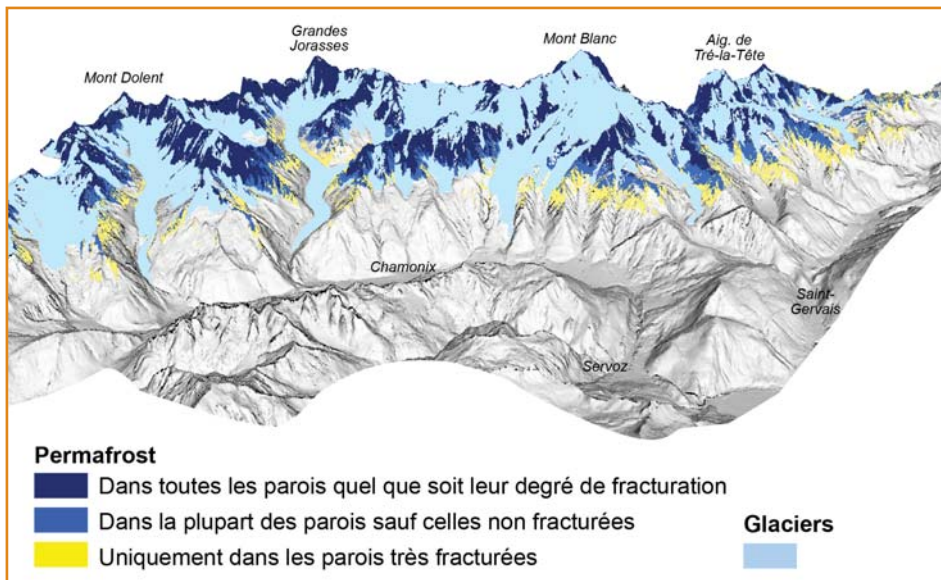 Grandes
Jorasses
Mont Blanc
Aig. de
Tré-la-Tête
Mont Dolent
Chamonix
Saint-
Gervais
Servoz
Permafrost
Dans toutes les parois quel que soit leur degré de fracturation
Dans la plupart des parois sauf celles non fracturées
Uniquement dans les parois très fracturées
Glaciers